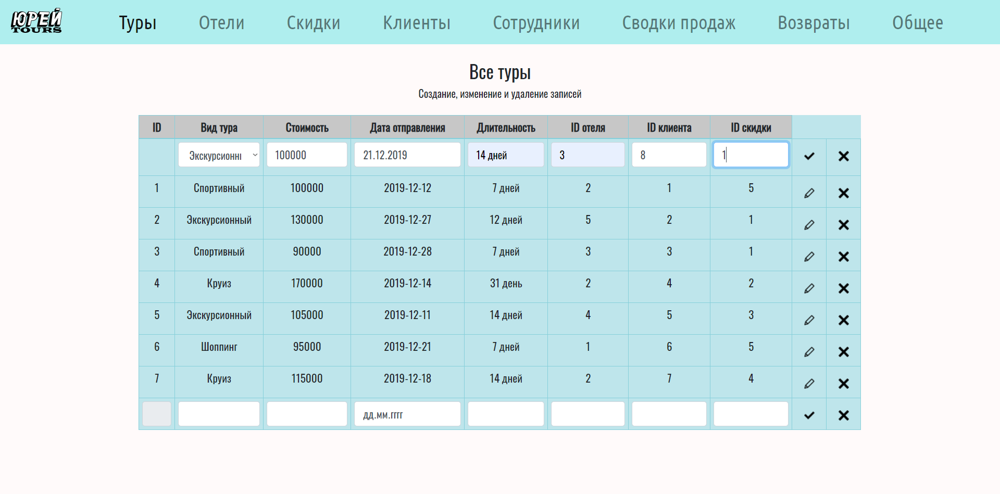 ЮРЕЙ
TOURS
Туры Отели Скидки Клиенты Сотрудники Сводки продаж Возвраты Общее
Все туры
Создание, изменение и удаление записей
ID Вид тура Стоимость Дата отправления Длительность ID отеля ID клиента ID скидки
Экскурсионны 100000 21.12.2019 14 дней 3 8 1
1 Спортивный 100000 2019-12-12 7 дней 2 1 5
2 Экскурсионный 130000 2019-12-27 12 дней 5 2 1
3 Спортивный 90000 2019-12-28 7 дней 3 3 1
4 Круиз 170000 2019-12-14 31 день 2 4 2
5 Экскурсионный 105000 2019-12-11 14 дней 4 5 3
6 Шоппинг 95000 2019-12-21 7 дней 1 6 5
7 Круиз 115000 2019-12-18 14 дней 2 7 4
дд.мм.гггг